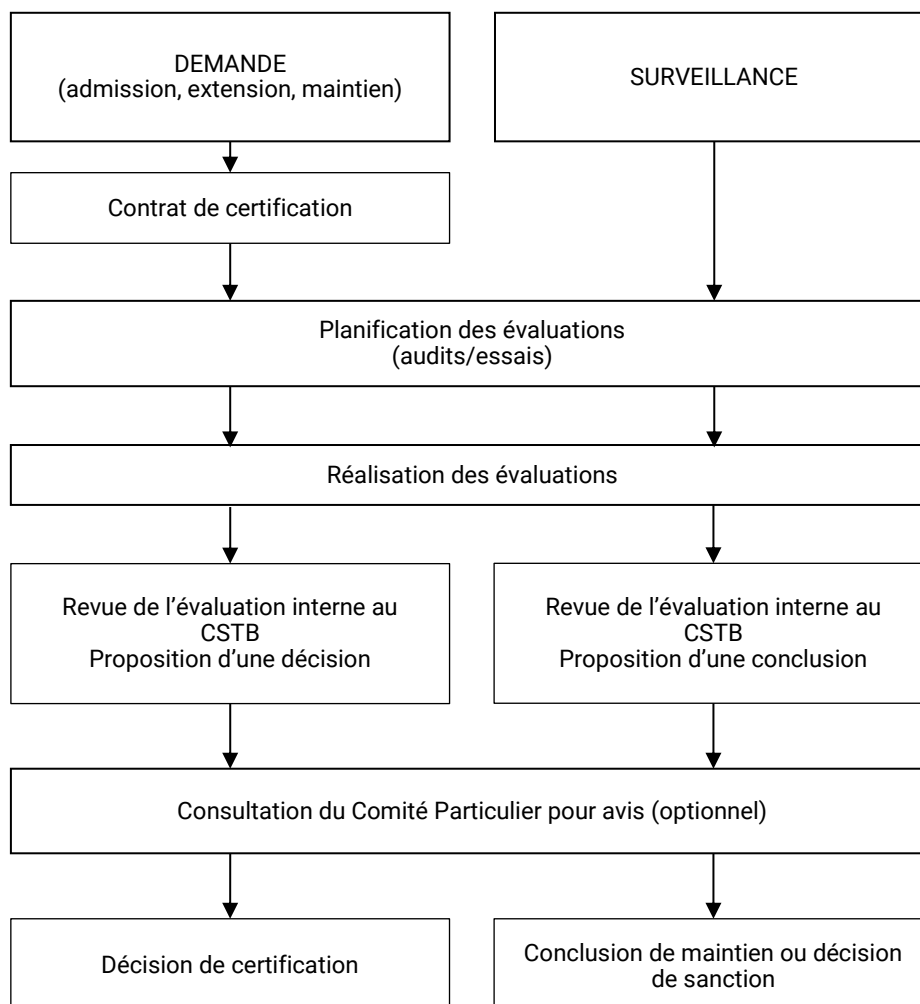 DEMANDE
(admission, extension, maintien)
SURVEILLANCE
Contrat de certification
Planification des évaluations
(audits/essais)
Réalisation des évaluations
Revue de l’évaluation interne au
CSTB
Proposition d’une décision
Revue de l’évaluation interne au
CSTB
Proposition d’une conclusion
Consultation du Comité Particulier pour avis (optionnel)
Décision de certification
Conclusion de maintien ou décision
de sanction